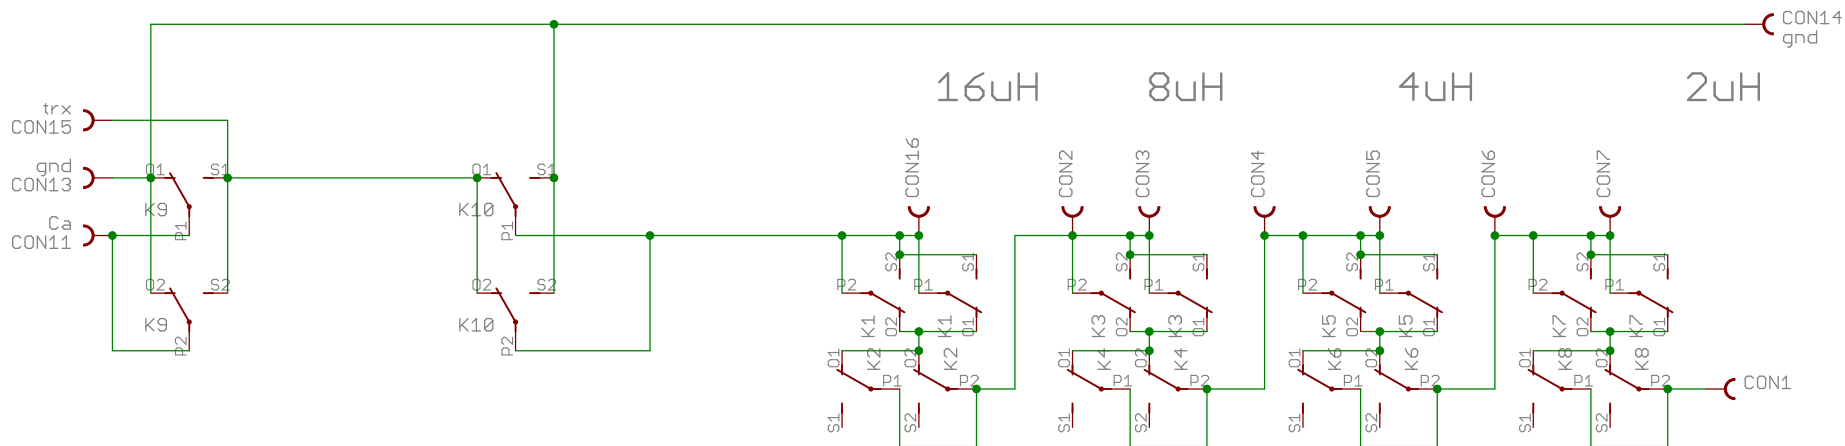 CON14
gnd
16uH
8uH
4uH
2uH
trx
CON15
gnd
CON13
Ca
CON11
O1
S1
K9
P1
O2
S2
K9
P2
O1
S1
K10
P1
O2
S2
K10
P2
CON16
CON2
CON3
CON4
CON5
CON6
CON7
S2
S1
P2
P1
K1
O2
K1
O1
O1
K2
O2
K2
P1
P2
S1
S2
S2
S1
P2
P1
K3
O2
K3
O1
O1
K4
O2
K4
P1
P2
S1
S2
S2
S1
P2
P1
K5
O2
K5
O1
O1
K6
O2
K6
P1
P2
S1
S2
S2
S1
P2
P1
K7
O2
K7
O1
O1
K8
O2
K8
P1
P2
S1
S2
CON1